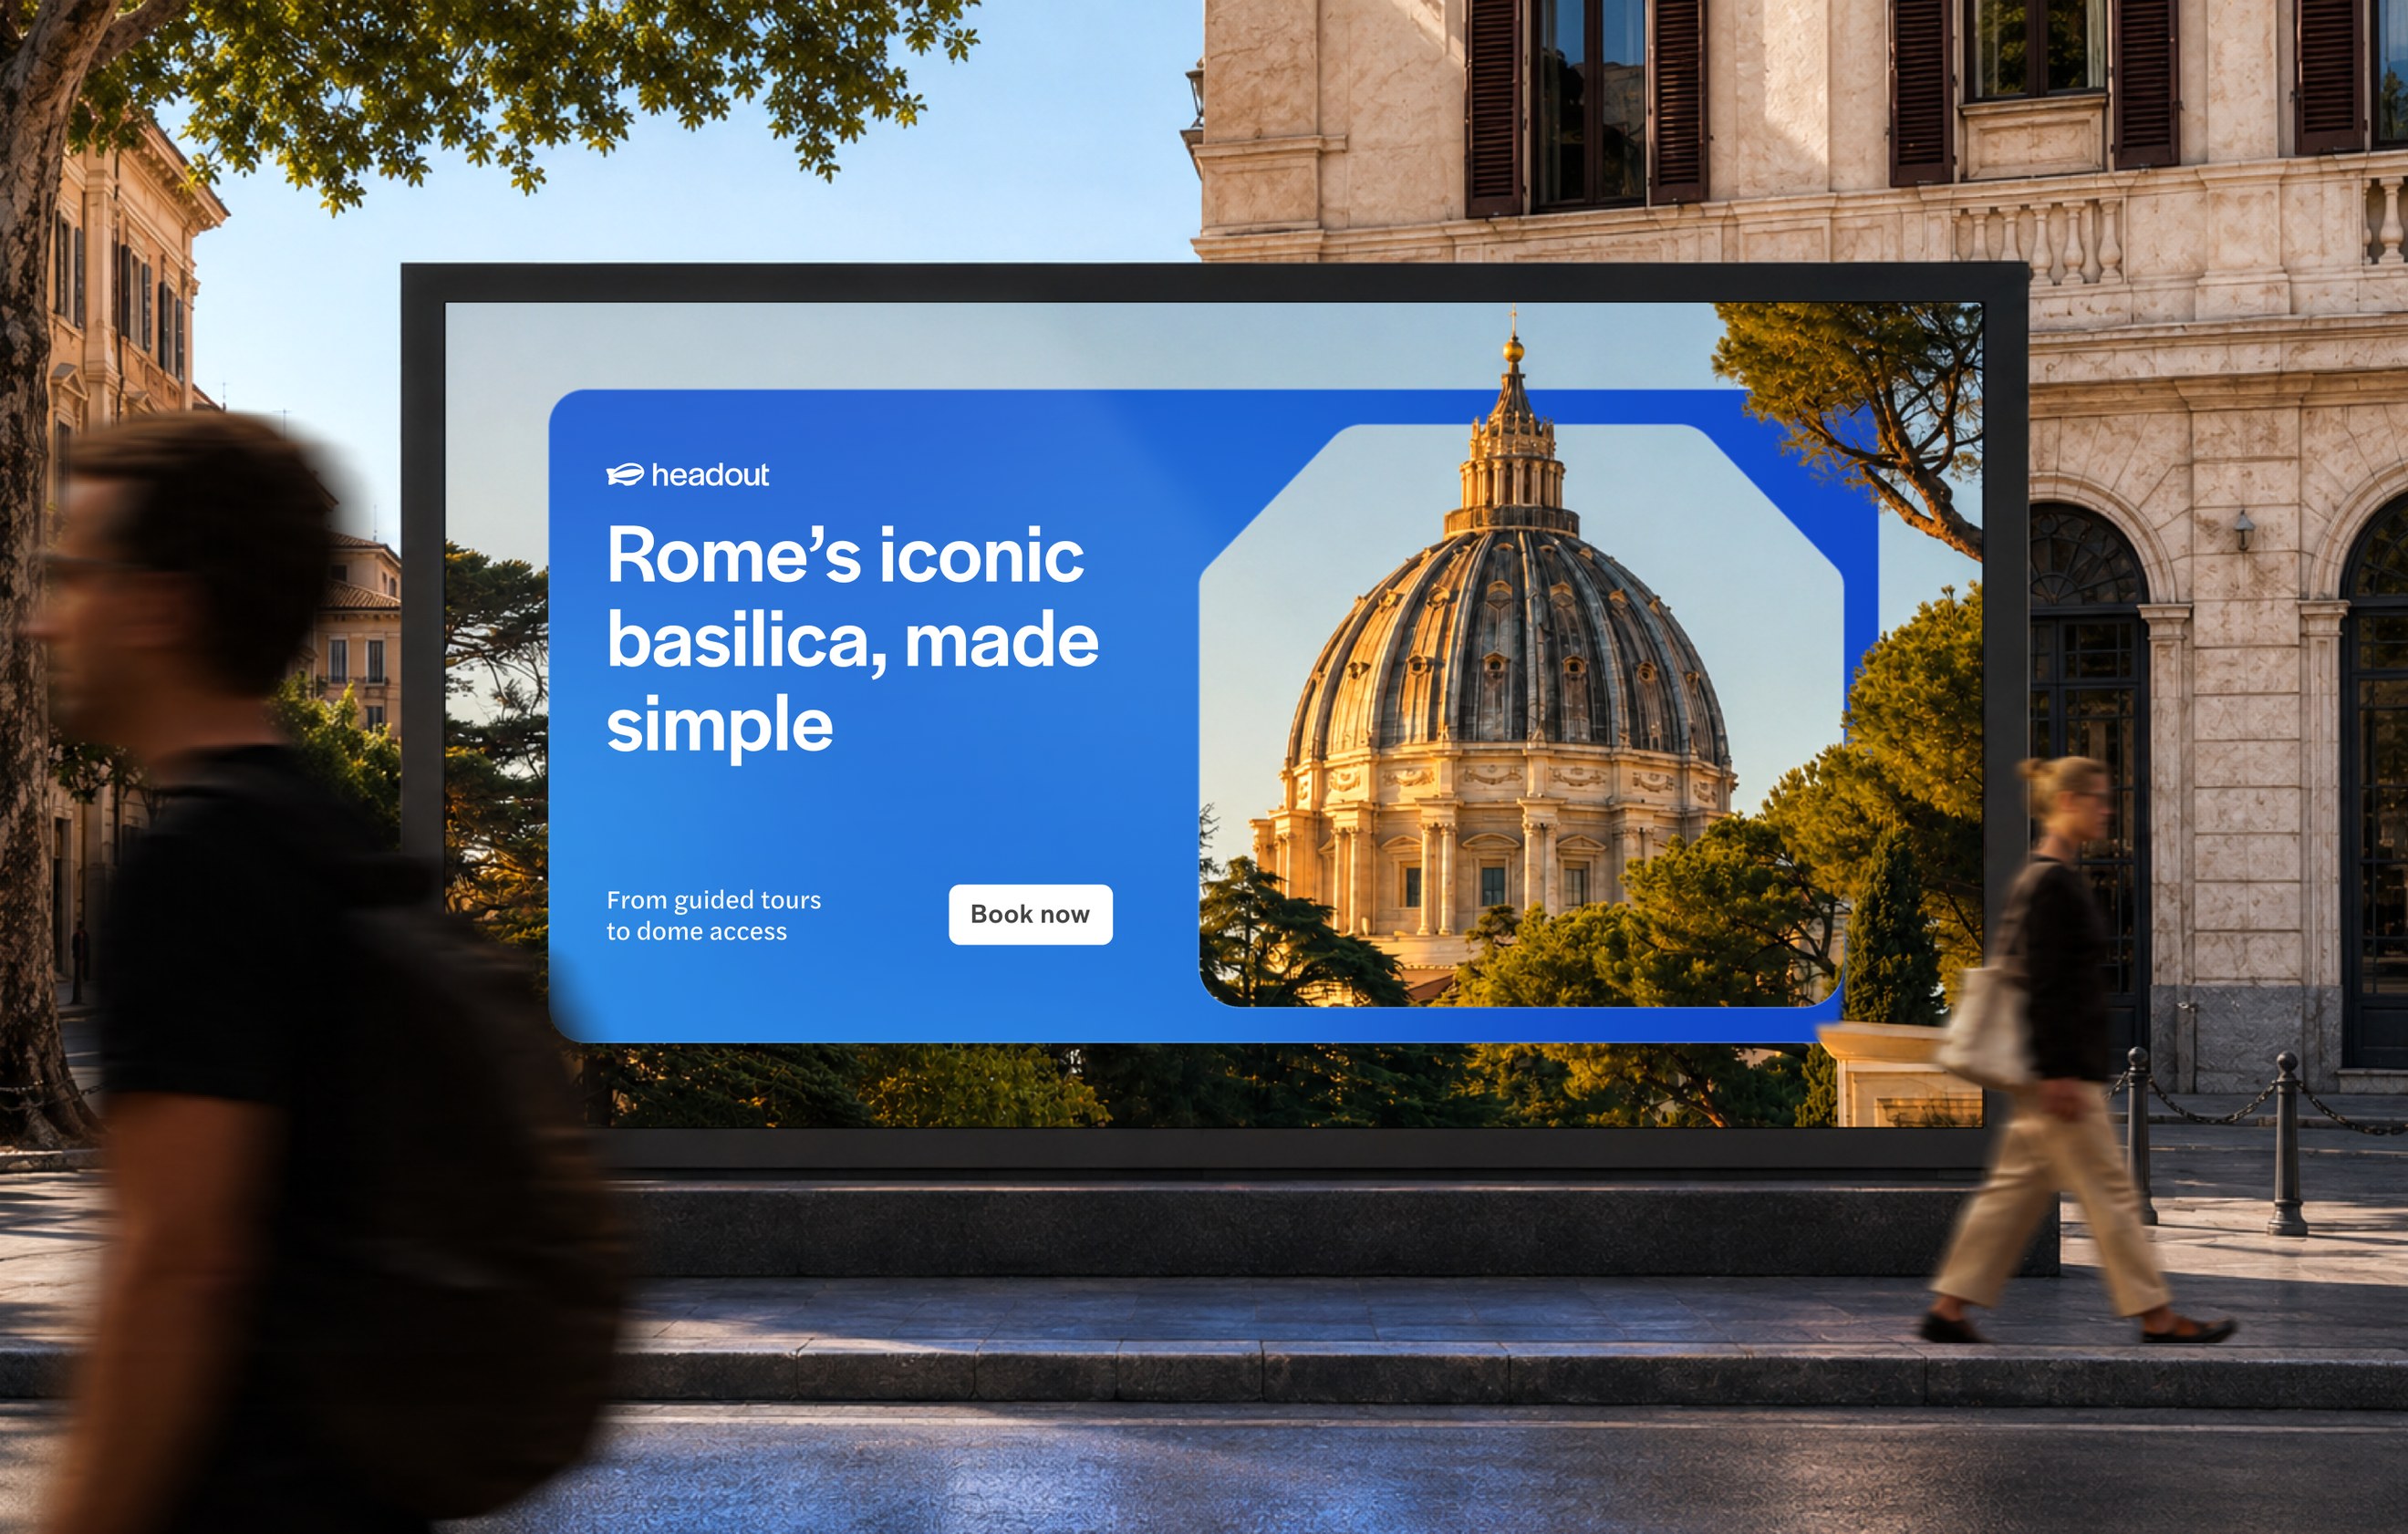 headout
Rome’s iconic
basilica, made
simple
From guided tours
to dome access
Book now